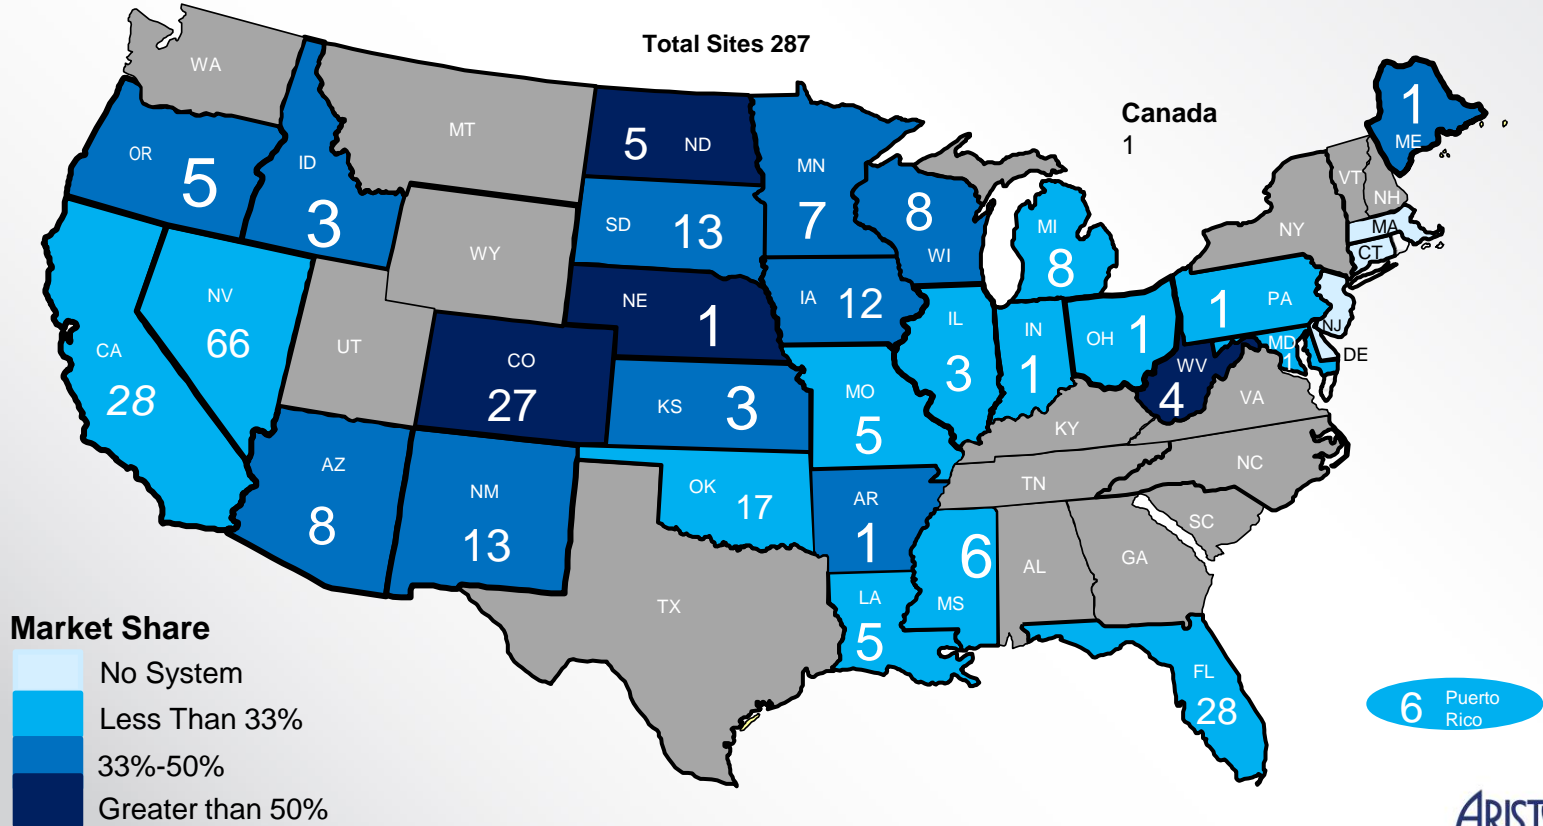 Total Sites 287
Canada
1
WA
MT
OR
5
ID
3
5 ND
MN
7
SD 13
WY
8
WI
MI
8
1
ME
VT
NH
NY
MA
CT
NV
66
CA
28
UT
NE 1
IA 12
IL
3
IN
1
OH 1
1 PA
NJ
MD
1
DE
CO
27
KS 3
MO
5
WV
4
VA
KY
AZ
8
NM
13
OK 17
AR
1
TN
NC
SC
6
MS
AL
GA
TX
LA
5
FL
28
6 Puerto
Rico
Market Share
No System
Less Than 33%
33%-50%
Greater than 50%
ARIST